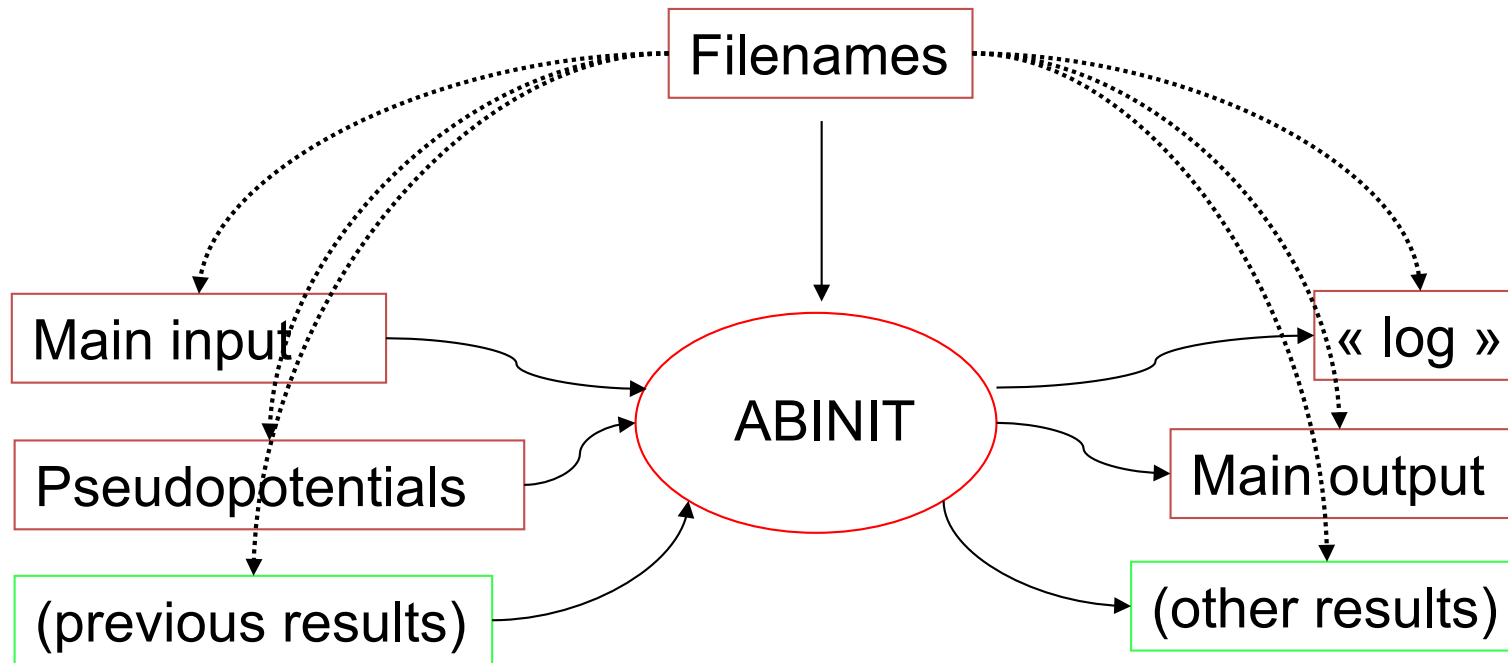 Filenames
Main input
« log »
ABINIT
Pseudopotentials
Main output
(previous results)
(other results)